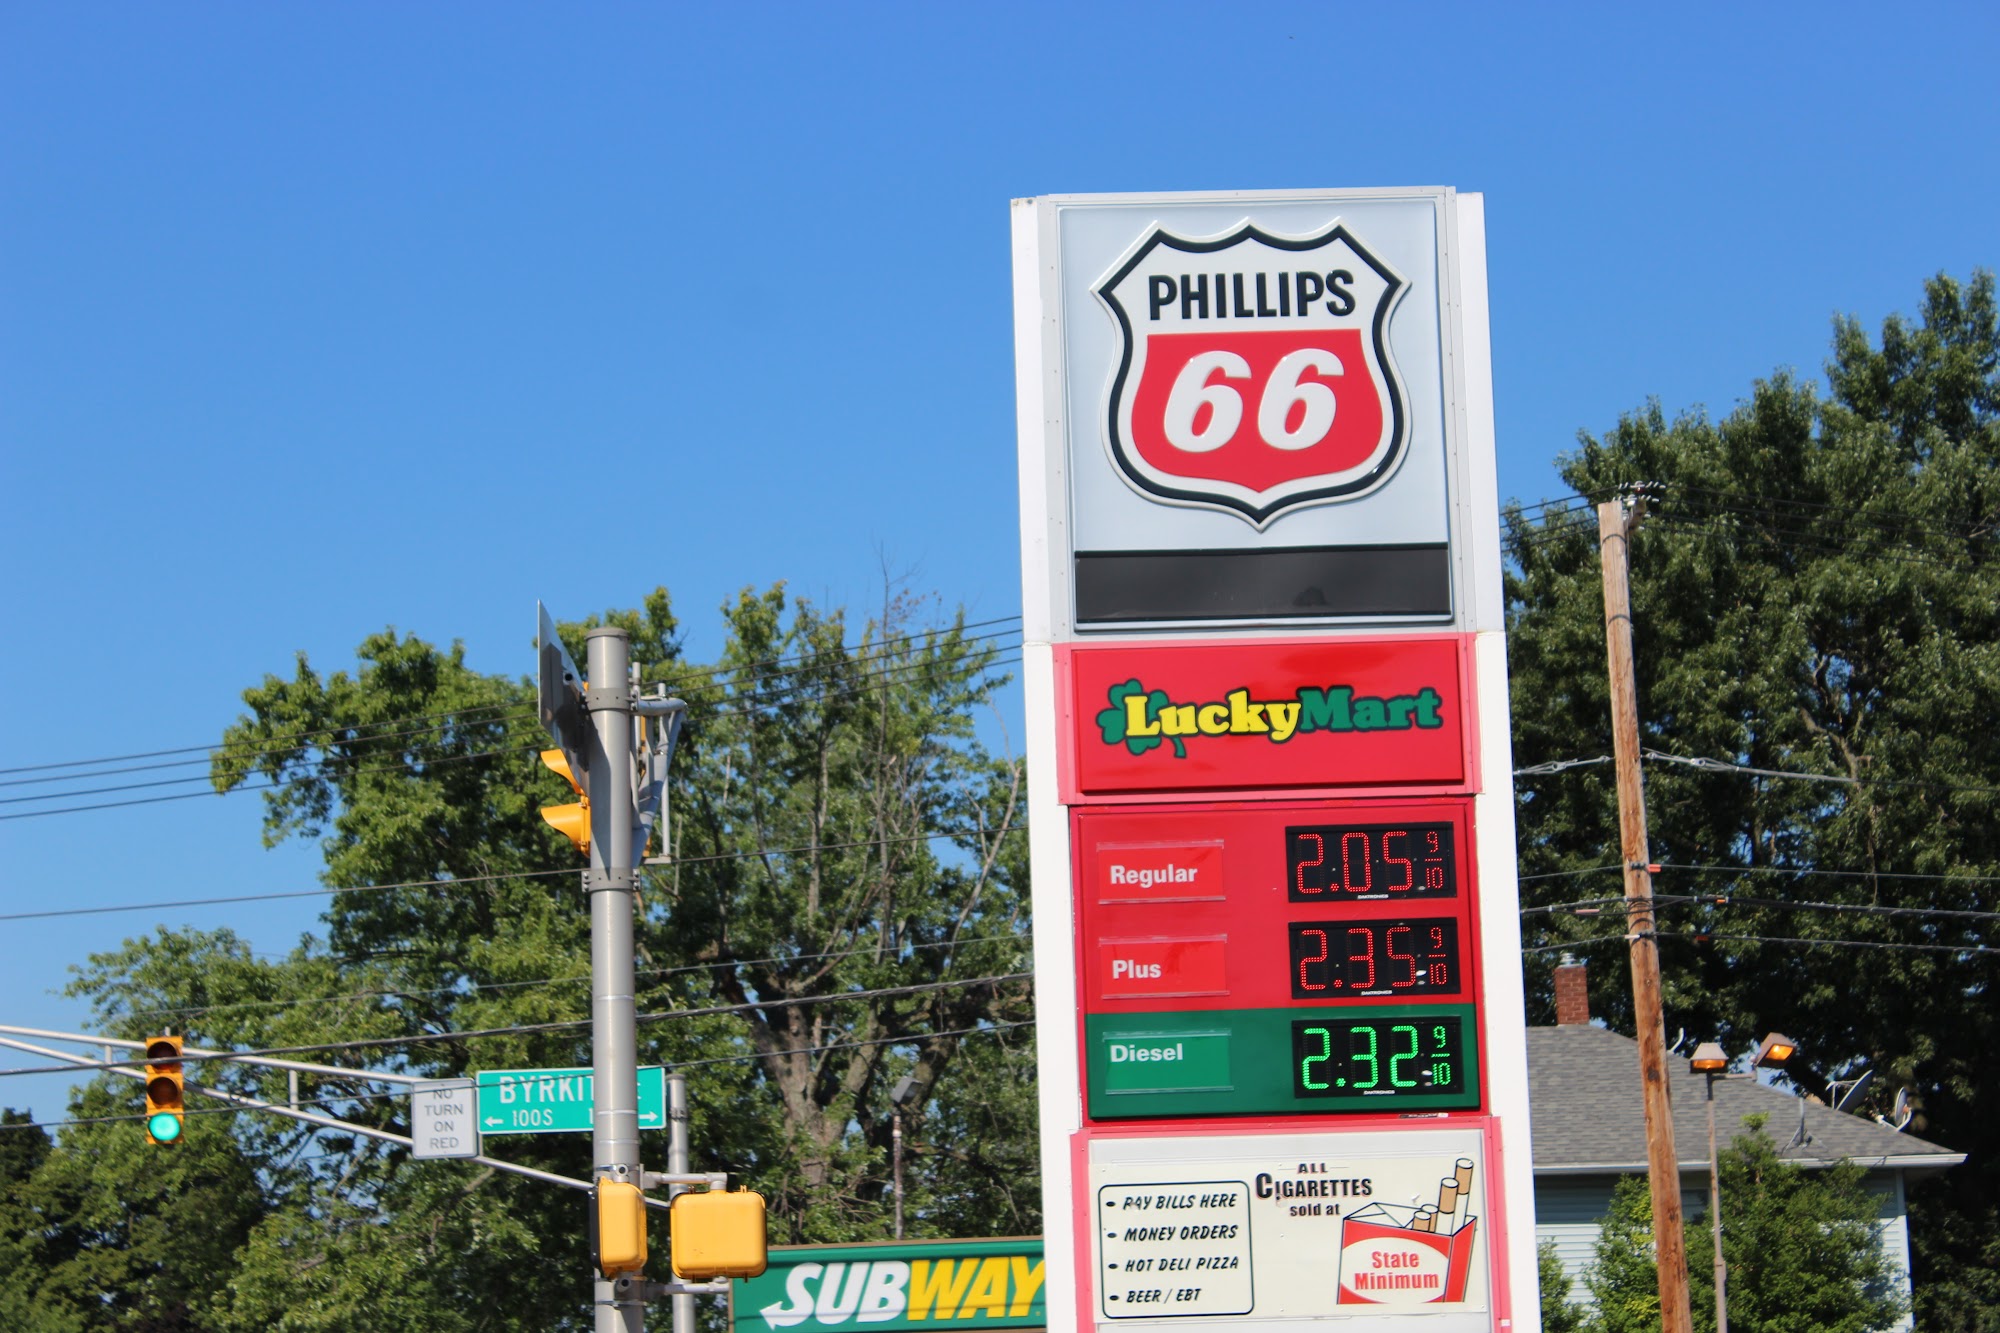 PHILLIPS
66
LuckyMart
Regular 2.05 9/10
Plus 2.35 9/10
Diesel 2.32 9/10
• PAY BILLS HERE
• MONEY ORDERS
• HOT DELI PIZZA
• BEER / EBT
ALL
CIGARETTES
sold at
State
Minimum
NO
TURN
ON
RED
← 100S →
SUBWAY